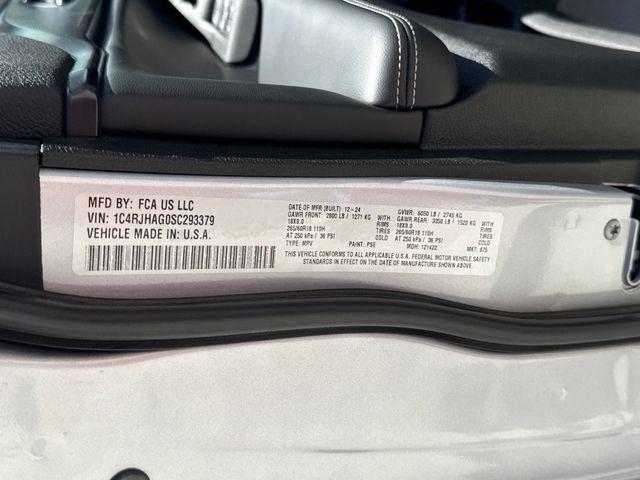 MFD BY: FCA US LLC
VIN: 1C4RJHAG0SC293379
VEHICLE MADE IN: U.S.A.
DATE OF MFR (BUILT): 12-24
GAWR FRONT: 2800 LB / 1271 KG WITH
18X8.0 RIMS
265/60R18 110H TIRES
AT 250 kPa / 36 PSI COLD
TYPE: MPV PAINT: PSE
GVWR: 6050 LB / 2745 KG
GAWR REAR: 3350 LB / 1520 KG WITH
18X8.0 RIMS
265/60R18 110H TIRES
AT 250 kPa / 36 PSI COLD
MDH: 121422 MKT: 875
THIS VEHICLE CONFORMS TO ALL APPLICABLE U.S.A. FEDERAL MOTOR VEHICLE SAFETY
STANDARDS IN EFFECT ON THE DATE OF MANUFACTURE SHOWN ABOVE.